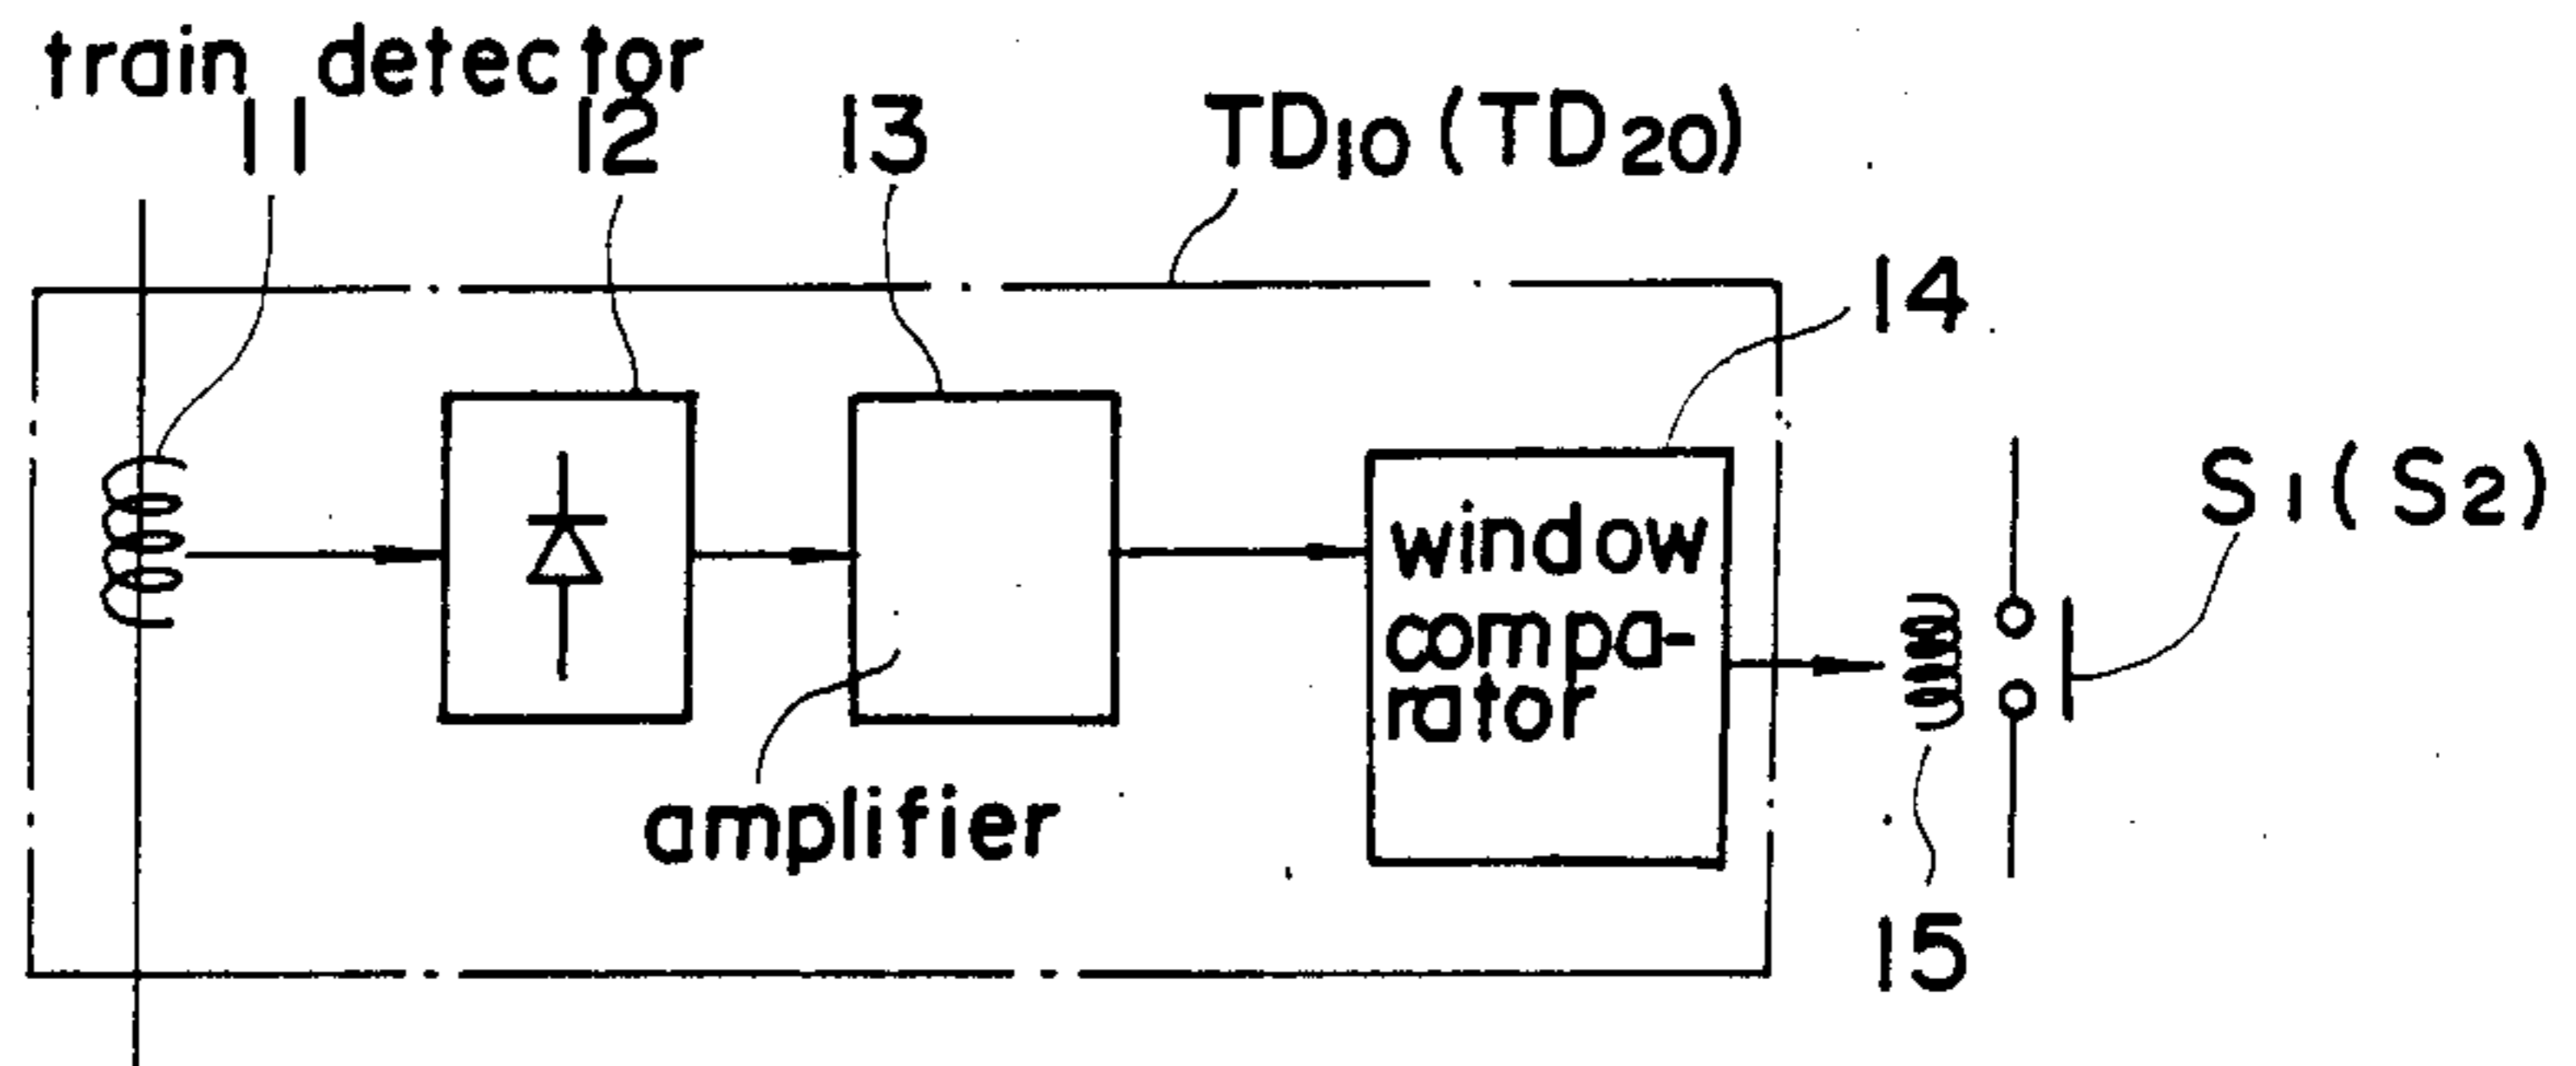 train detector
11
12
13
TD10 (TD20)
14
window
compa-
rator
S1 (S2)
amplifier
15